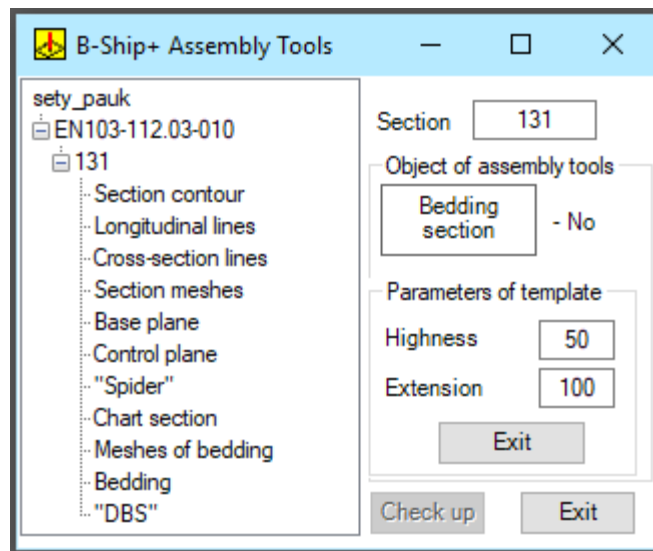 B-Ship+ Assembly Tools
sety_pauk
EN103-112.03-010
131
Section contour
Longitudinal lines
Cross-section lines
Section meshes
Base plane
Control plane
"Spider"
Chart section
Meshes of bedding
Bedding
"DBS"
Section 131
Object of assembly tools
Bedding
section
- No
Parameters of template
Highness 50
Extension 100
Exit
Check up Exit